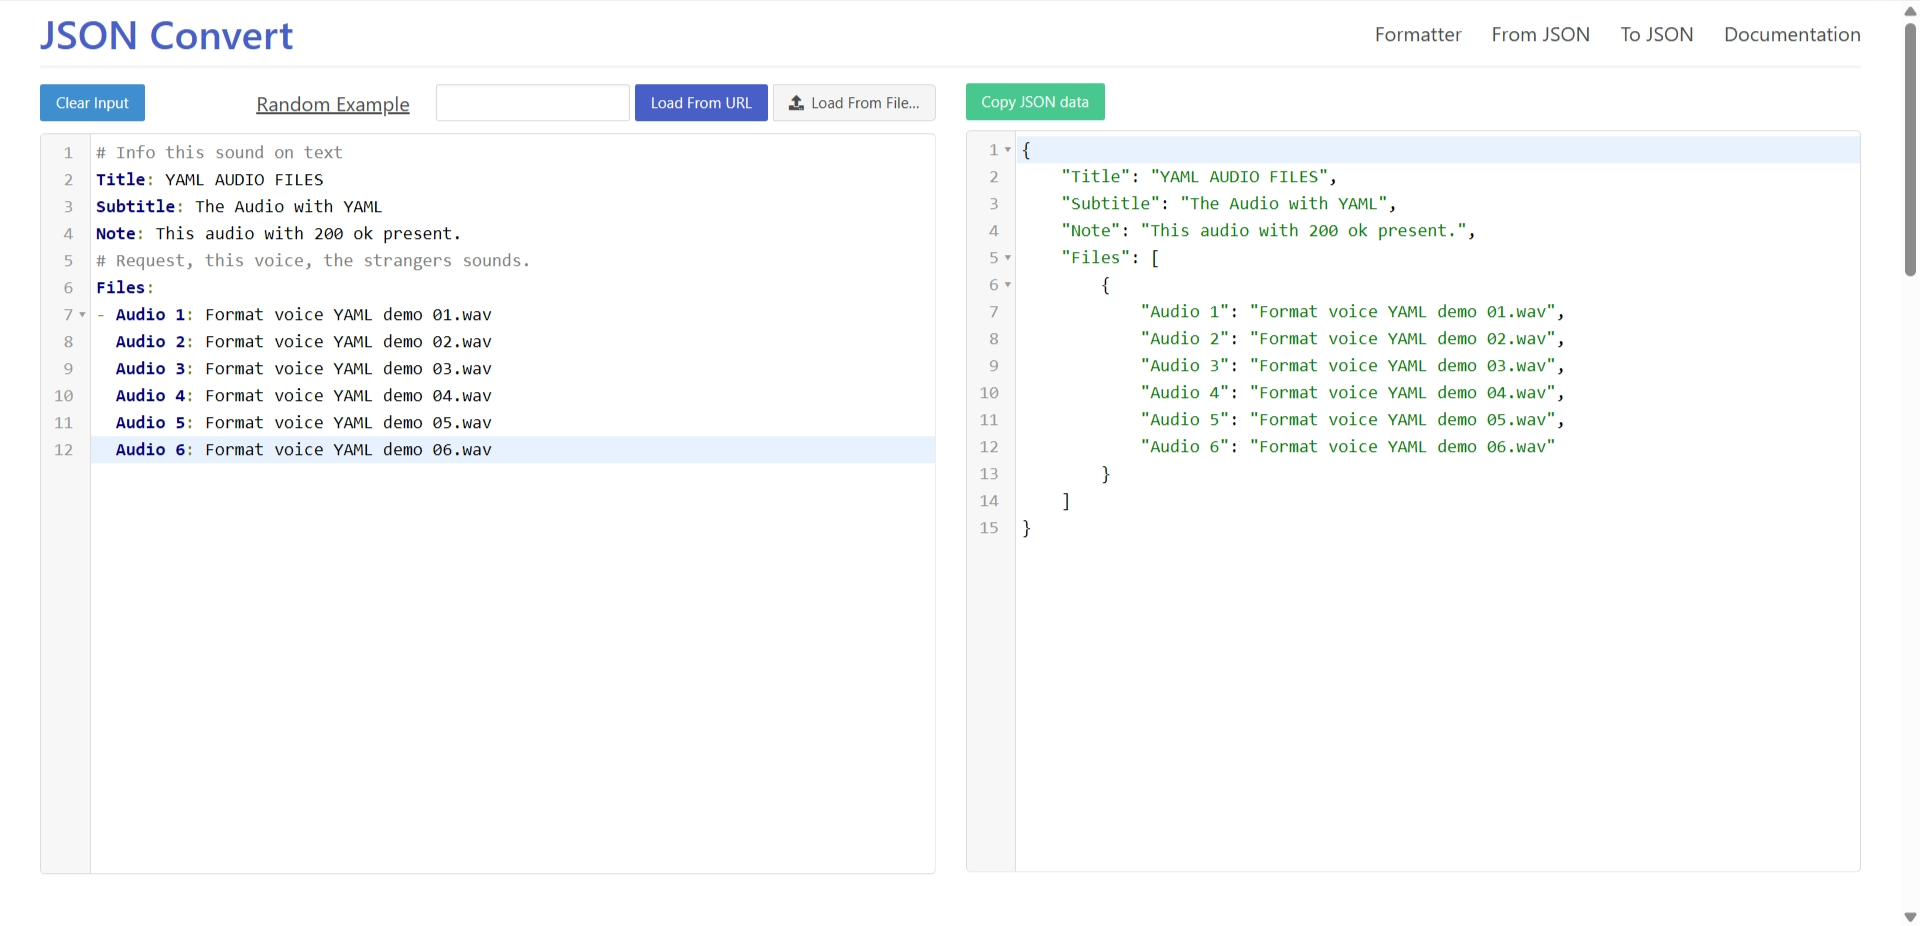 JSON Convert
Formatter From JSON To JSON Documentation
Clear Input Random Example Load From URL Load From File...
1 # Info this sound on text
2 Title: YAML AUDIO FILES
3 Subtitle: The Audio with YAML
4 Note: This audio with 200 ok present.
5 # Request, this voice, the strangers sounds.
6 Files:
7 - Audio 1: Format voice YAML demo 01.wav
8 Audio 2: Format voice YAML demo 02.wav
9 Audio 3: Format voice YAML demo 03.wav
10 Audio 4: Format voice YAML demo 04.wav
11 Audio 5: Format voice YAML demo 05.wav
12 Audio 6: Format voice YAML demo 06.wav
Copy JSON data
1 {
2 "Title": "YAML AUDIO FILES",
3 "Subtitle": "The Audio with YAML",
4 "Note": "This audio with 200 ok present.",
5 "Files": [
6 {
7 "Audio 1": "Format voice YAML demo 01.wav",
8 "Audio 2": "Format voice YAML demo 02.wav",
9 "Audio 3": "Format voice YAML demo 03.wav",
10 "Audio 4": "Format voice YAML demo 04.wav",
11 "Audio 5": "Format voice YAML demo 05.wav",
12 "Audio 6": "Format voice YAML demo 06.wav"
13 }
14 ]
15 }